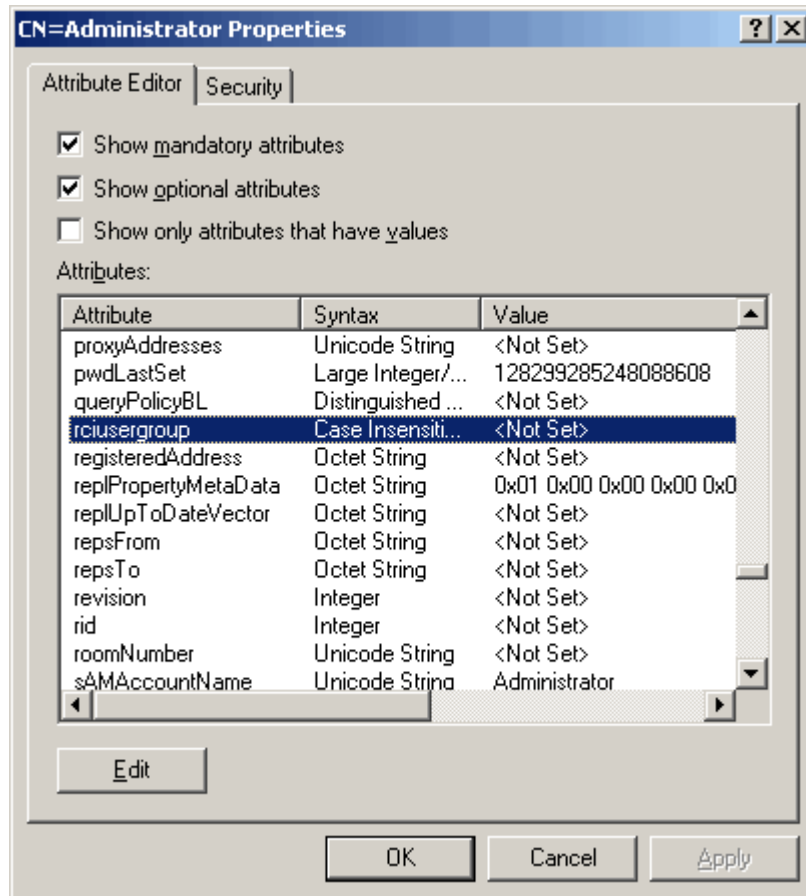 CN=Administrator Properties
Attribute Editor Security
Show mandatory attributes
Show optional attributes
Show only attributes that have values
Attributes:
Attribute Syntax Value
proxyAddresses Unicode String <Not Set>
pwdLastSet Large Integer/... 128299285248088608
queryPolicyBL Distinguished ... <Not Set>
rciusergroup Case Insensiti... <Not Set>
registeredAddress Octet String <Not Set>
replPropertyMetaData Octet String 0x01 0x00 0x00 0x00 0x0
replUpToDateVector Octet String <Not Set>
repsFrom Octet String <Not Set>
repsTo Octet String <Not Set>
revision Integer <Not Set>
rid Integer <Not Set>
roomNumber Unicode String <Not Set>
sAMAccountName Unicode String Administrator
Edit
OK Cancel Apply